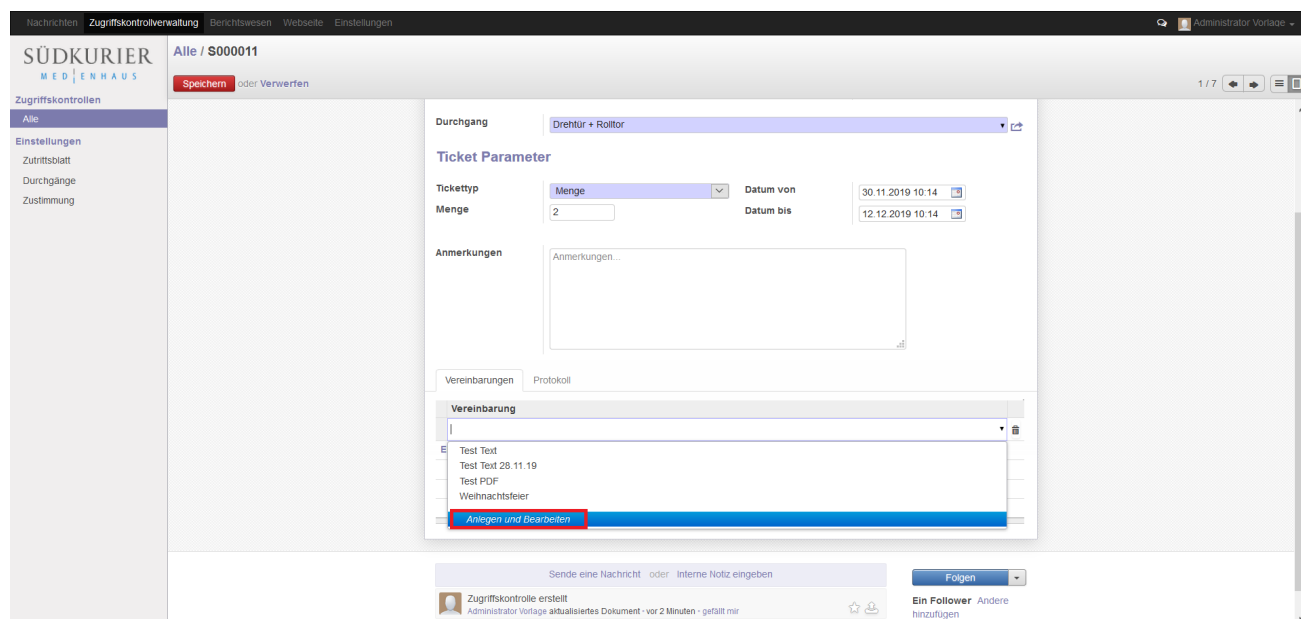 Nachrichten Zugriffskontrollverwaltung Berichtswesen Webseite Einstellungen Administrator Vorlage
SÜDKURIER
MEDIENHAUS
Alle / S000011
Speichern oder Verwerfen 1 / 7
Zugriffskontrollen
Alle
Einstellungen
Zutrittsblatt
Durchgänge
Zustimmung
Durchgang Drehtür + Rolltor
Ticket Parameter
Tickettyp Menge Datum von 30.11.2019 10:14
Menge 2 Datum bis 12.12.2019 10:14
Anmerkungen Anmerkungen...
Vereinbarungen Protokoll
Vereinbarung
E
Test Text
Test Text 28.11.19
Test PDF
Weihnachtsfeier
Anlegen und Bearbeiten
Sende eine Nachricht oder Interne Notiz eingeben Folgen
Zugriffskontrolle erstellt
Administrator Vorlage aktualisiertes Dokument - vor 2 Minuten - gefällt mir
Ein Follower Andere
hinzufügen